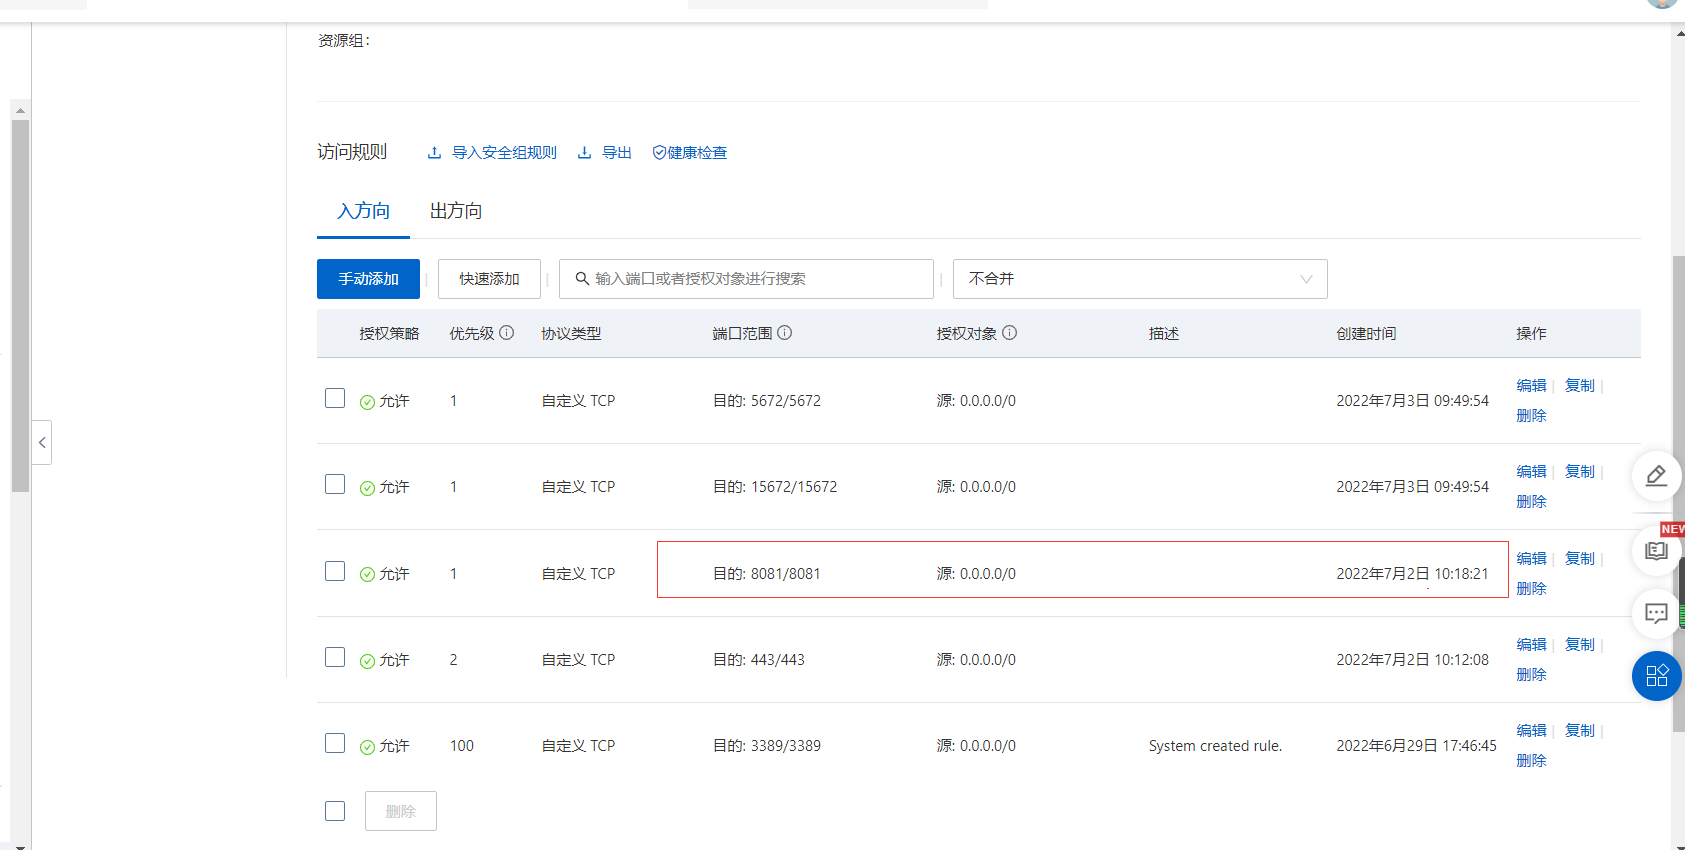 资源组：
访问规则 导入安全组规则 导出 健康检查
入方向 出方向
手动添加 快速添加 输入端口或者授权对象进行搜索 不合并
授权策略 优先级 协议类型 端口范围 授权对象 描述 创建时间 操作
允许 1 自定义 TCP 目的: 5672/5672 源: 0.0.0.0/0 2022年7月3日 09:49:54 编辑 复制
删除
允许 1 自定义 TCP 目的: 15672/15672 源: 0.0.0.0/0 2022年7月3日 09:49:54 编辑 复制
删除
NEW
允许 1 自定义 TCP 目的: 8081/8081 源: 0.0.0.0/0 2022年7月2日 10:18:21 编辑 复制
删除
允许 2 自定义 TCP 目的: 443/443 源: 0.0.0.0/0 2022年7月2日 10:12:08 编辑 复制
删除
允许 100 自定义 TCP 目的: 3389/3389 源: 0.0.0.0/0 System created rule. 2022年6月29日 17:46:45 编辑 复制
删除
删除